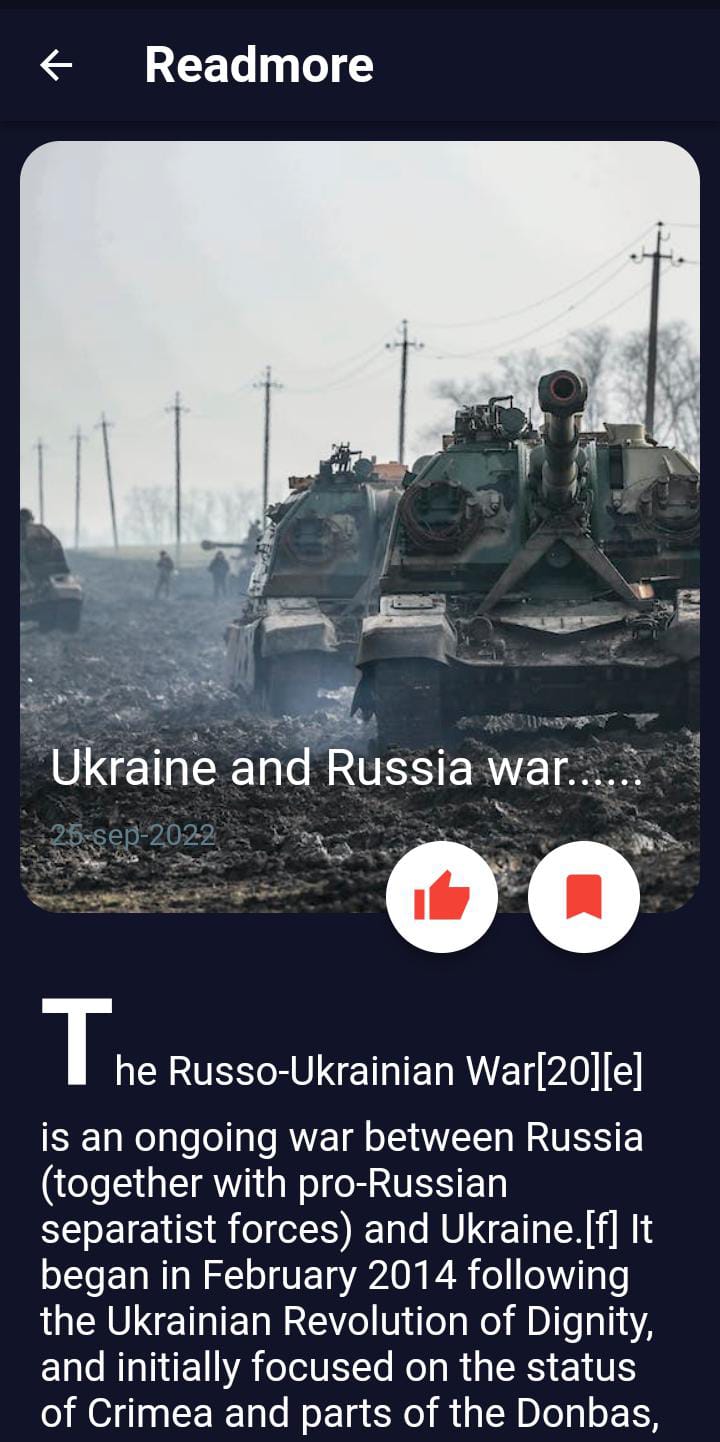 Readmore
Ukraine and Russia war......
25-sep-2022
The Russo-Ukrainian War[20][e]
is an ongoing war between Russia
(together with pro-Russian
separatist forces) and Ukraine.[f] It
began in February 2014 following
the Ukrainian Revolution of Dignity,
and initially focused on the status
of Crimea and parts of the Donbas,